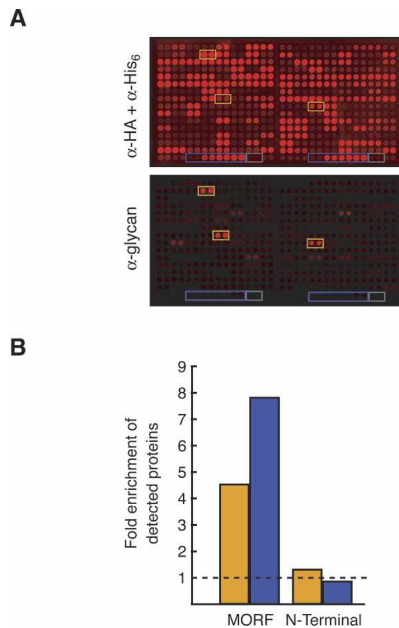 A
α-HA + α-His6
α-glycan
B
Fold enrichment of
detected proteins
9
8
7
6
5
4
3
2
1
MORF N-Terminal